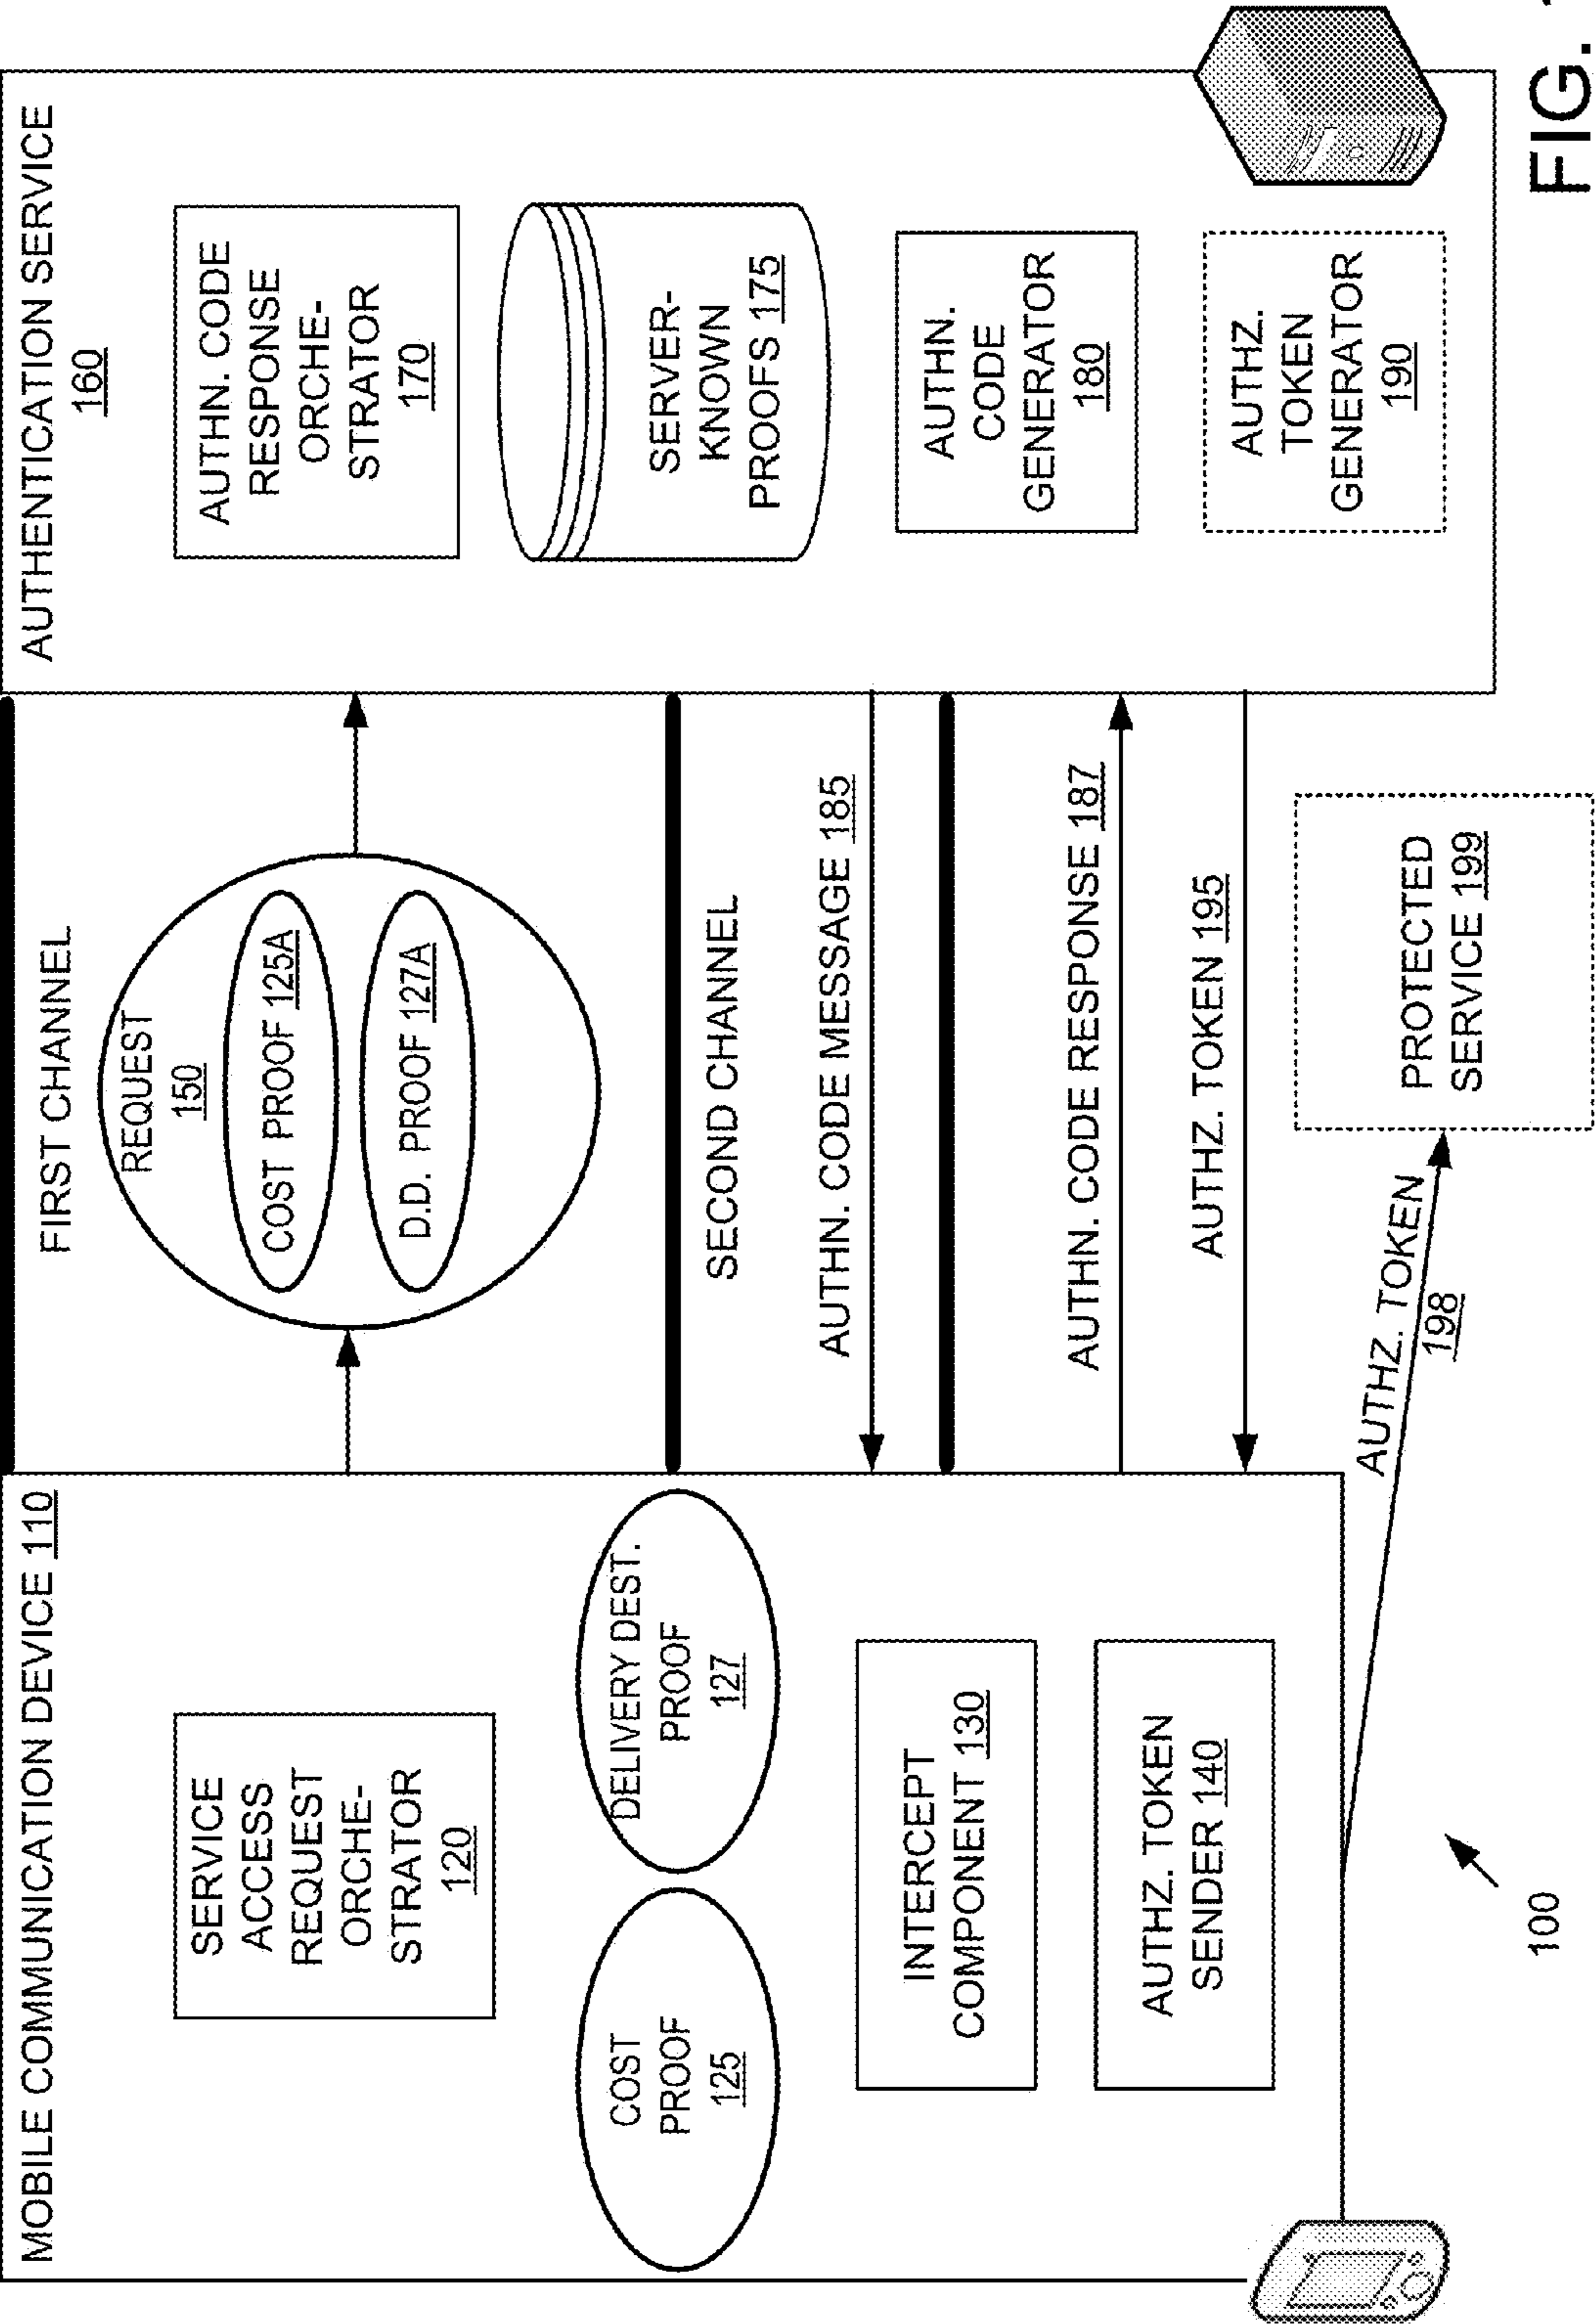 MOBILE COMMUNICATION DEVICE 110
SERVICE
ACCESS
REQUEST
ORCHE-
STRATOR
120
COST
PROOF
125
DELIVERY DEST.
PROOF
127
INTERCEPT
COMPONENT 130
AUTHZ. TOKEN
SENDER 140
FIRST CHANNEL
REQUEST
150
COST PROOF 125A
D.D. PROOF 127A
SECOND CHANNEL
AUTHN. CODE MESSAGE 185
AUTHN. CODE RESPONSE 187
AUTHZ. TOKEN 195
AUTHZ. TOKEN
198
PROTECTED
SERVICE 199
AUTHENTICATION SERVICE
160
AUTHN. CODE
RESPONSE
ORCHE-
STRATOR
170
SERVER-
KNOWN
PROOFS 175
AUTHN.
CODE
GENERATOR
180
AUTHZ.
TOKEN
GENERATOR
190
100
FIG.